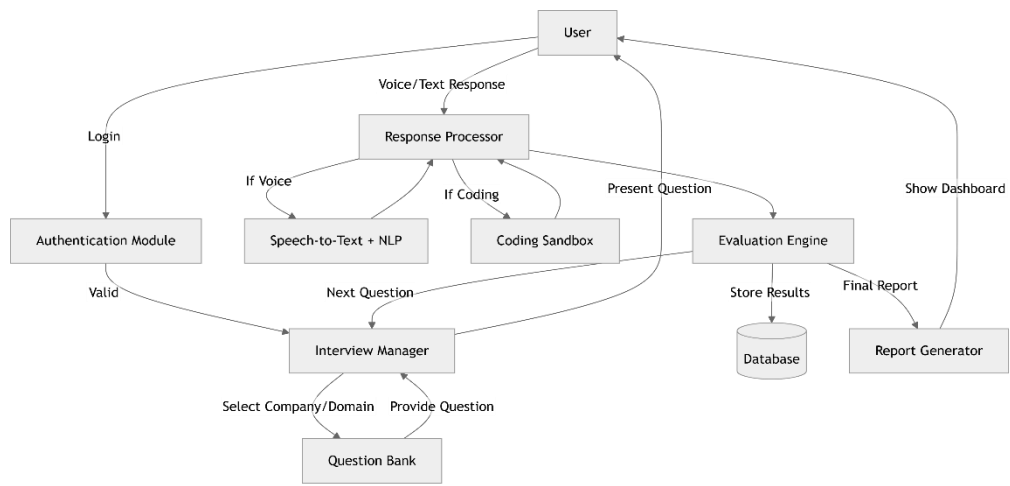 User
Voice/Text Response
Login
Response Processor
If Voice
If Coding
Present Question
Show Dashboard
Authentication Module
Speech-to-Text + NLP
Coding Sandbox
Evaluation Engine
Valid
Next Question
Store Results
Final Report
Interview Manager
Database
Report Generator
Select Company/Domain
Provide Question
Question Bank